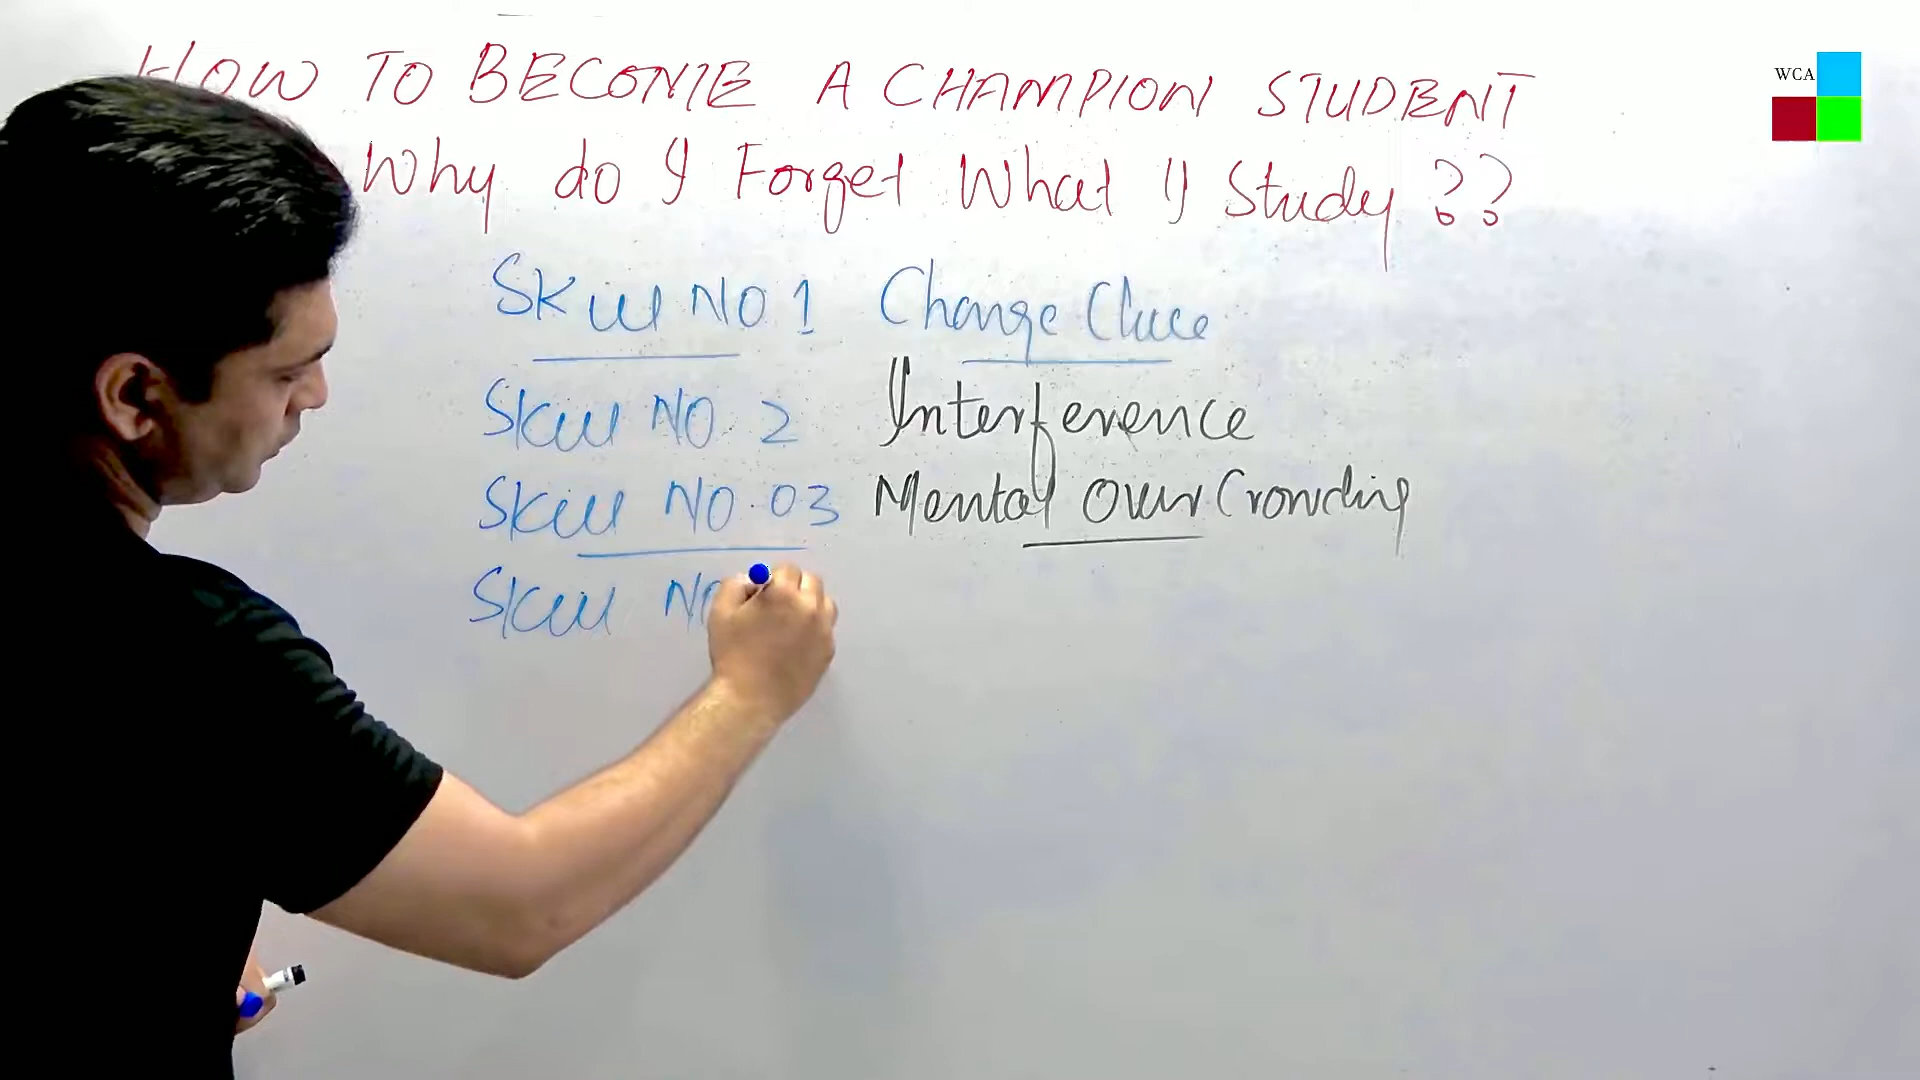 HOW TO BECOME A CHAMPION STUDENT
WCA
Why do I Forget What I Study ??
Skill NO 1 Change Cluce
Skill NO. 2 Interference
Skill NO. 03 Mental Over Crowding
Skill NO